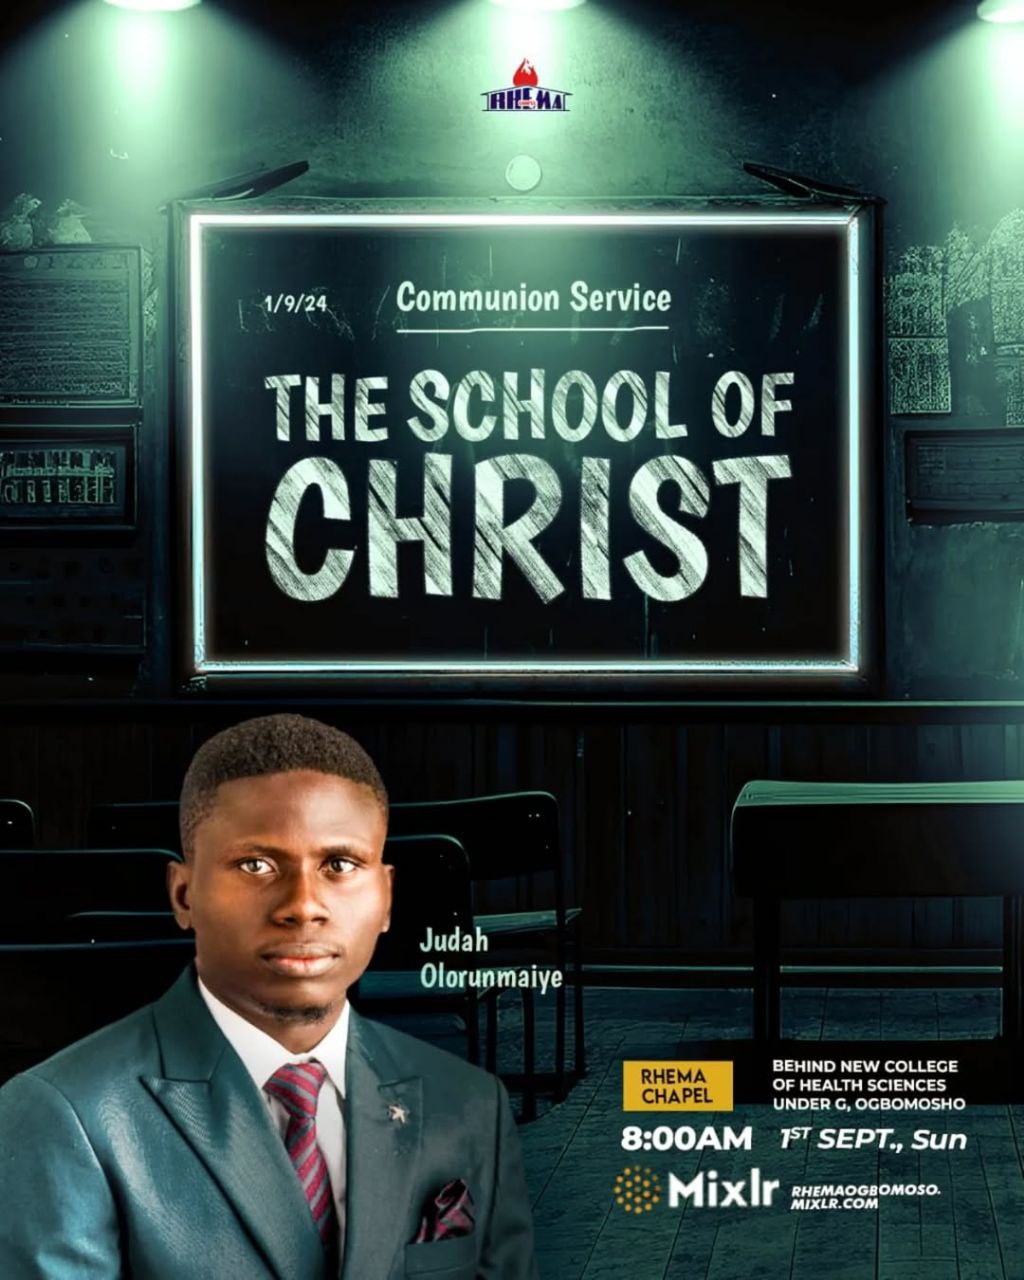 RHEMA
1/9/24
Communion Service
THE SCHOOL OF
CHRIST
Judah
Olorunmaiye
RHEMA
CHAPEL
BEHIND NEW COLLEGE
OF HEALTH SCIENCES
UNDER G, OGBOMOSHO
8:00AM 1ST SEPT., Sun
Mixlr
RHEMAOGBOMOSO.
MIXLR.COM